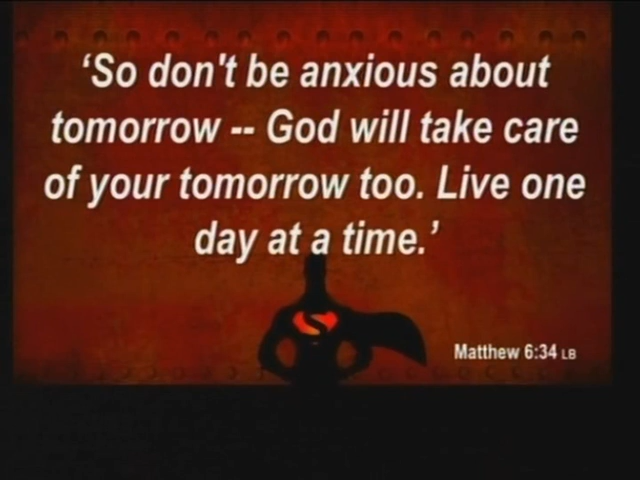 ‘So don't be anxious about
tomorrow -- God will take care
of your tomorrow too. Live one
day at a time.’
Matthew 6:34 LB